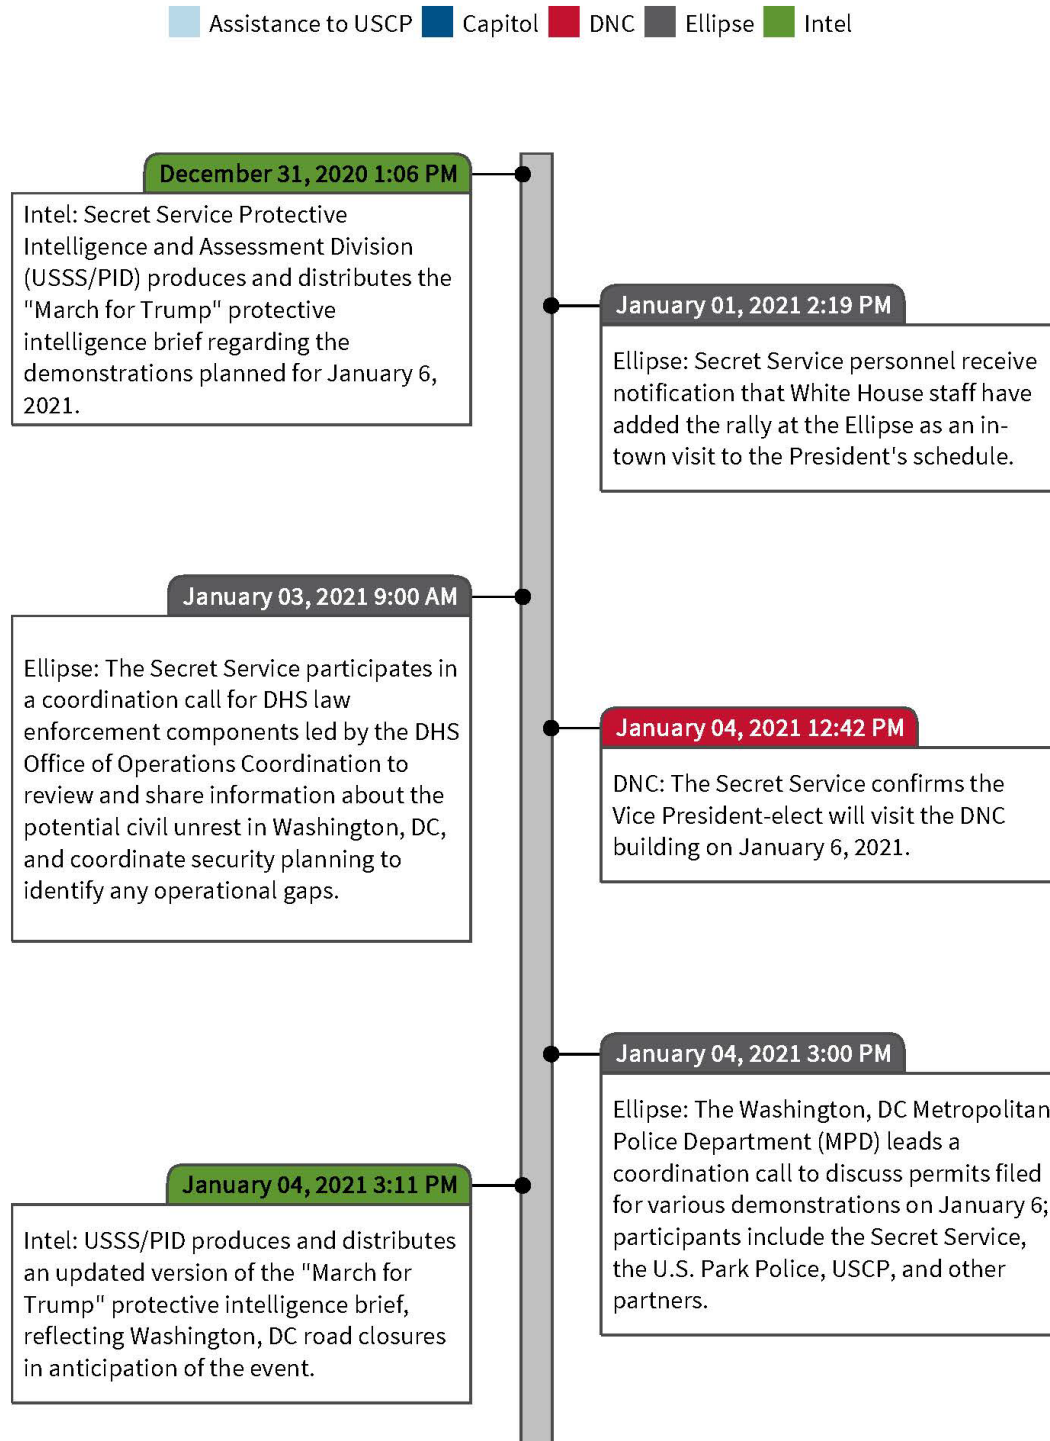 Assistance to USCP Capitol DNC Ellipse Intel
December 31, 2020 1:06 PM
Intel: Secret Service Protective
Intelligence and Assessment Division
(USSS/PID) produces and distributes the
"March for Trump" protective
intelligence brief regarding the
demonstrations planned for January 6,
2021.
January 01, 2021 2:19 PM
Ellipse: Secret Service personnel receive
notification that White House staff have
added the rally at the Ellipse as an in-
town visit to the President's schedule.
January 03, 2021 9:00 AM
Ellipse: The Secret Service participates in
a coordination call for DHS law
enforcement components led by the DHS
Office of Operations Coordination to
review and share information about the
potential civil unrest in Washington, DC,
and coordinate security planning to
identify any operational gaps.
January 04, 2021 12:42 PM
DNC: The Secret Service confirms the
Vice President-elect will visit the DNC
building on January 6, 2021.
January 04, 2021 3:00 PM
Ellipse: The Washington, DC Metropolitan
Police Department (MPD) leads a
coordination call to discuss permits filed
for various demonstrations on January 6;
participants include the Secret Service,
the U.S. Park Police, USCP, and other
partners.
January 04, 2021 3:11 PM
Intel: USSS/PID produces and distributes
an updated version of the "March for
Trump" protective intelligence brief,
reflecting Washington, DC road closures
in anticipation of the event.